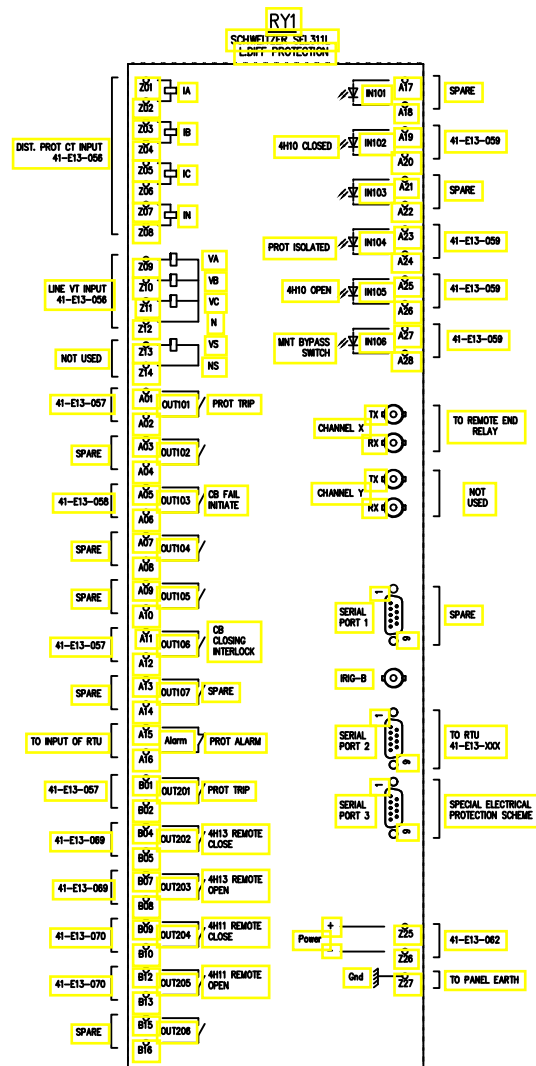 RY1
SCHWEITZER SEL311L
L.DIFF PROTECTION
DIST. PROT CT INPUT
41-E13-056
Z01
Z02
IA
Z03
Z04
IB
Z05
Z06
IC
Z07
Z08
IN
LINE VT INPUT
41-E13-056
Z09
VA
Z10
VB
Z11
VC
Z12
N
NOT USED
Z13
VS
Z14
NS
41-E13-057
A01
A02
OUT101
PROT TRIP
SPARE
A03
A04
OUT102
41-E13-058
A05
A06
OUT103
CB FAIL
INITIATE
SPARE
A07
A08
OUT104
SPARE
A09
A10
OUT105
41-E13-057
A11
A12
OUT106
CB
CLOSING
INTERLOCK
SPARE
A13
A14
OUT107
SPARE
TO INPUT OF RTU
A15
A16
Alarm
PROT ALARM
41-E13-057
B01
B02
OUT201
PROT TRIP
41-E13-069
B04
B05
OUT202
4H13 REMOTE
CLOSE
41-E13-069
B07
B08
OUT203
4H13 REMOTE
OPEN
41-E13-070
B09
B10
OUT204
4H11 REMOTE
CLOSE
41-E13-070
B12
B13
OUT205
4H11 REMOTE
OPEN
SPARE
B15
B16
OUT206
IN101
A17
A18
SPARE
4H10 CLOSED
IN102
A19
A20
41-E13-059
IN103
A21
A22
SPARE
PROT ISOLATED
IN104
A23
A24
41-E13-059
4H10 OPEN
IN105
A25
A26
41-E13-059
MNT BYPASS
SWITCH
IN106
A27
A28
41-E13-059
CHANNEL X
TX
RX
TO REMOTE END
RELAY
CHANNEL Y
TX
RX
NOT
USED
SERIAL
PORT 1
1
9
SPARE
IRIG-B
SERIAL
PORT 2
1
9
TO RTU
41-E13-XXX
SERIAL
PORT 3
1
9
SPECIAL ELECTRICAL
PROTECTION SCHEME
Power
+
-
Z25
Z26
41-E13-062
Gnd
Z27
TO PANEL EARTH